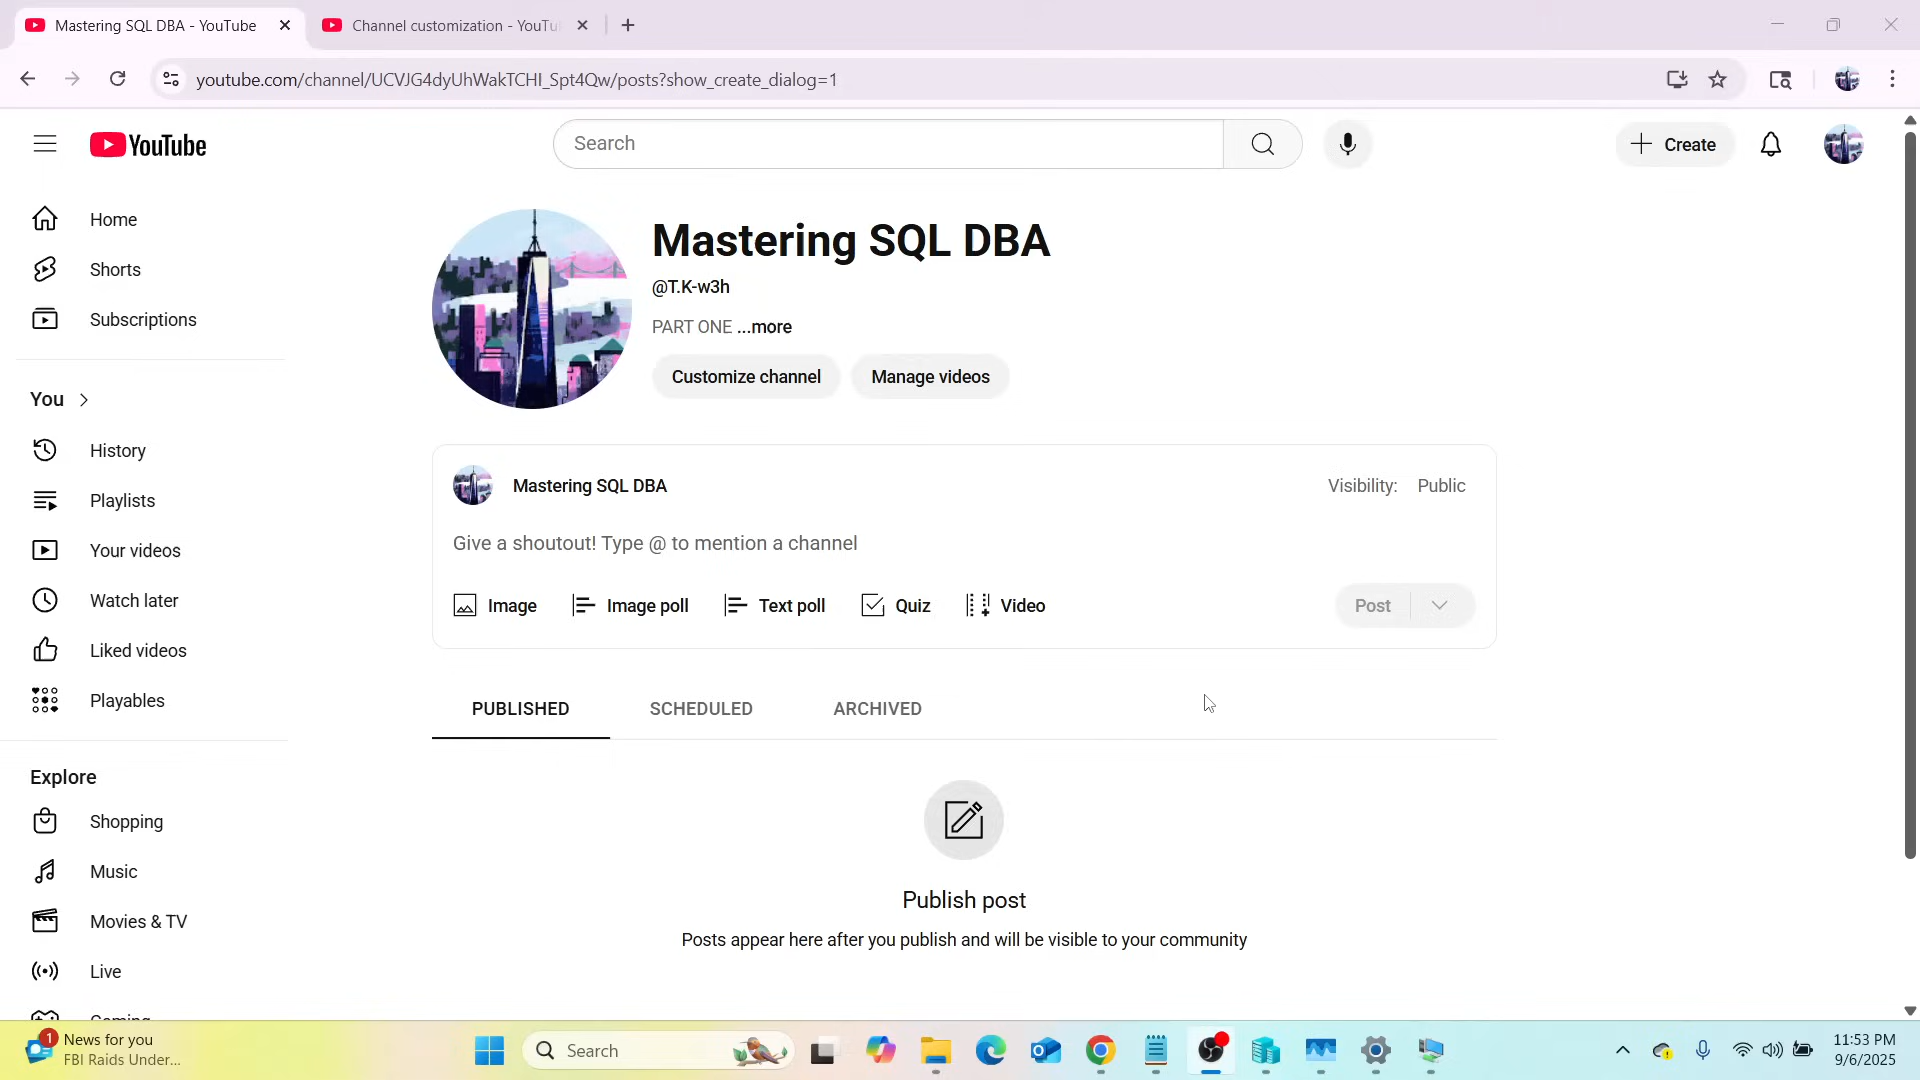 Mastering SQL DBA - YouTube
Channel customization - YouTu
youtube.com/channel/UCVJG4dyUhWakTCHI_Spt4Qw/posts?show_create_dialog=1
YouTube
Search
Create
Home
Shorts
Subscriptions
You
History
Playlists
Your videos
Watch later
Liked videos
Playables
Explore
Shopping
Music
Movies & TV
Live
Gaming
Mastering SQL DBA
@T.K-w3h
PART ONE ...more
Customize channel
Manage videos
Mastering SQL DBA
Visibility: Public
Give a shoutout! Type @ to mention a channel
Image
Image poll
Text poll
Quiz
Video
Post
PUBLISHED
SCHEDULED
ARCHIVED
Publish post
Posts appear here after you publish and will be visible to your community
1
News for you
FBI Raids Under...
Search
11:53 PM
9/6/2025